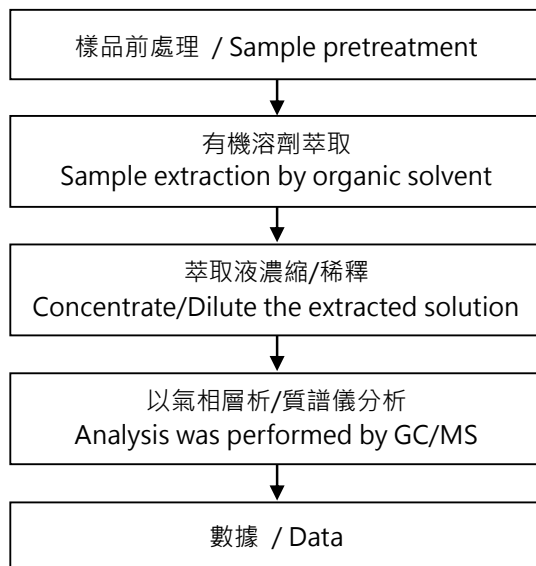 樣品前處理 / Sample pretreatment
有機溶劑萃取
Sample extraction by organic solvent
萃取液濃縮/稀釋
Concentrate/Dilute the extracted solution
以氣相層析/質譜儀分析
Analysis was performed by GC/MS
數據 / Data